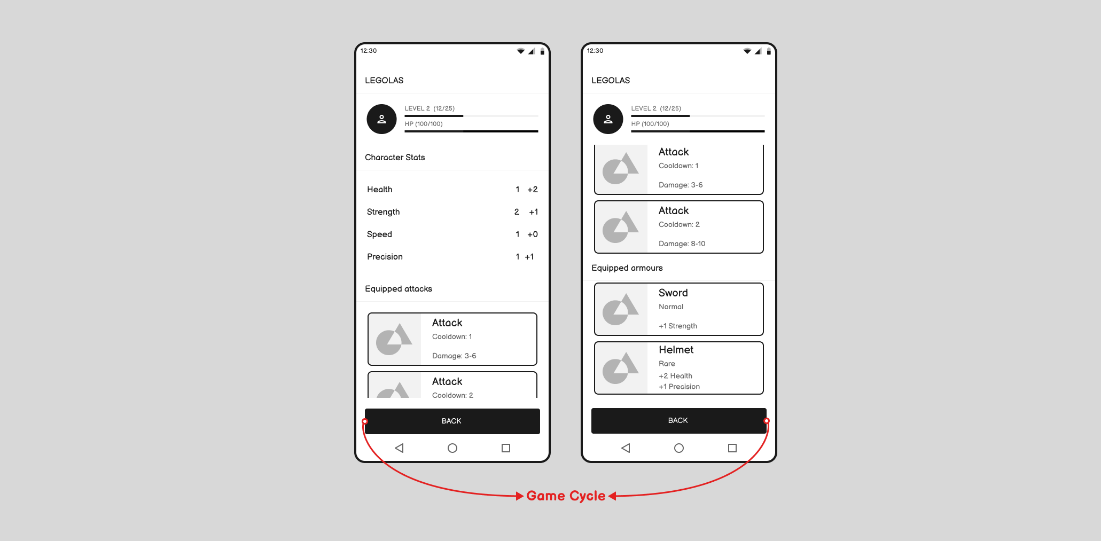 12:30
LEGOLAS
LEVEL 2 (12/25)
HP (100/100)
Character Stats
Health 1 +2
Strength 2 +1
Speed 1 +0
Precision 1 +1
Equipped attacks
Attack
Cooldown: 1
Damage: 3-6
Attack
Cooldown: 2
BACK
12:30
LEGOLAS
LEVEL 2 (12/25)
HP (100/100)
Attack
Cooldown: 1
Damage: 3-6
Attack
Cooldown: 2
Damage: 8-10
Equipped armours
Sword
Normal
+1 Strength
Helmet
Rare
+2 Health
+1 Precision
BACK
Game Cycle